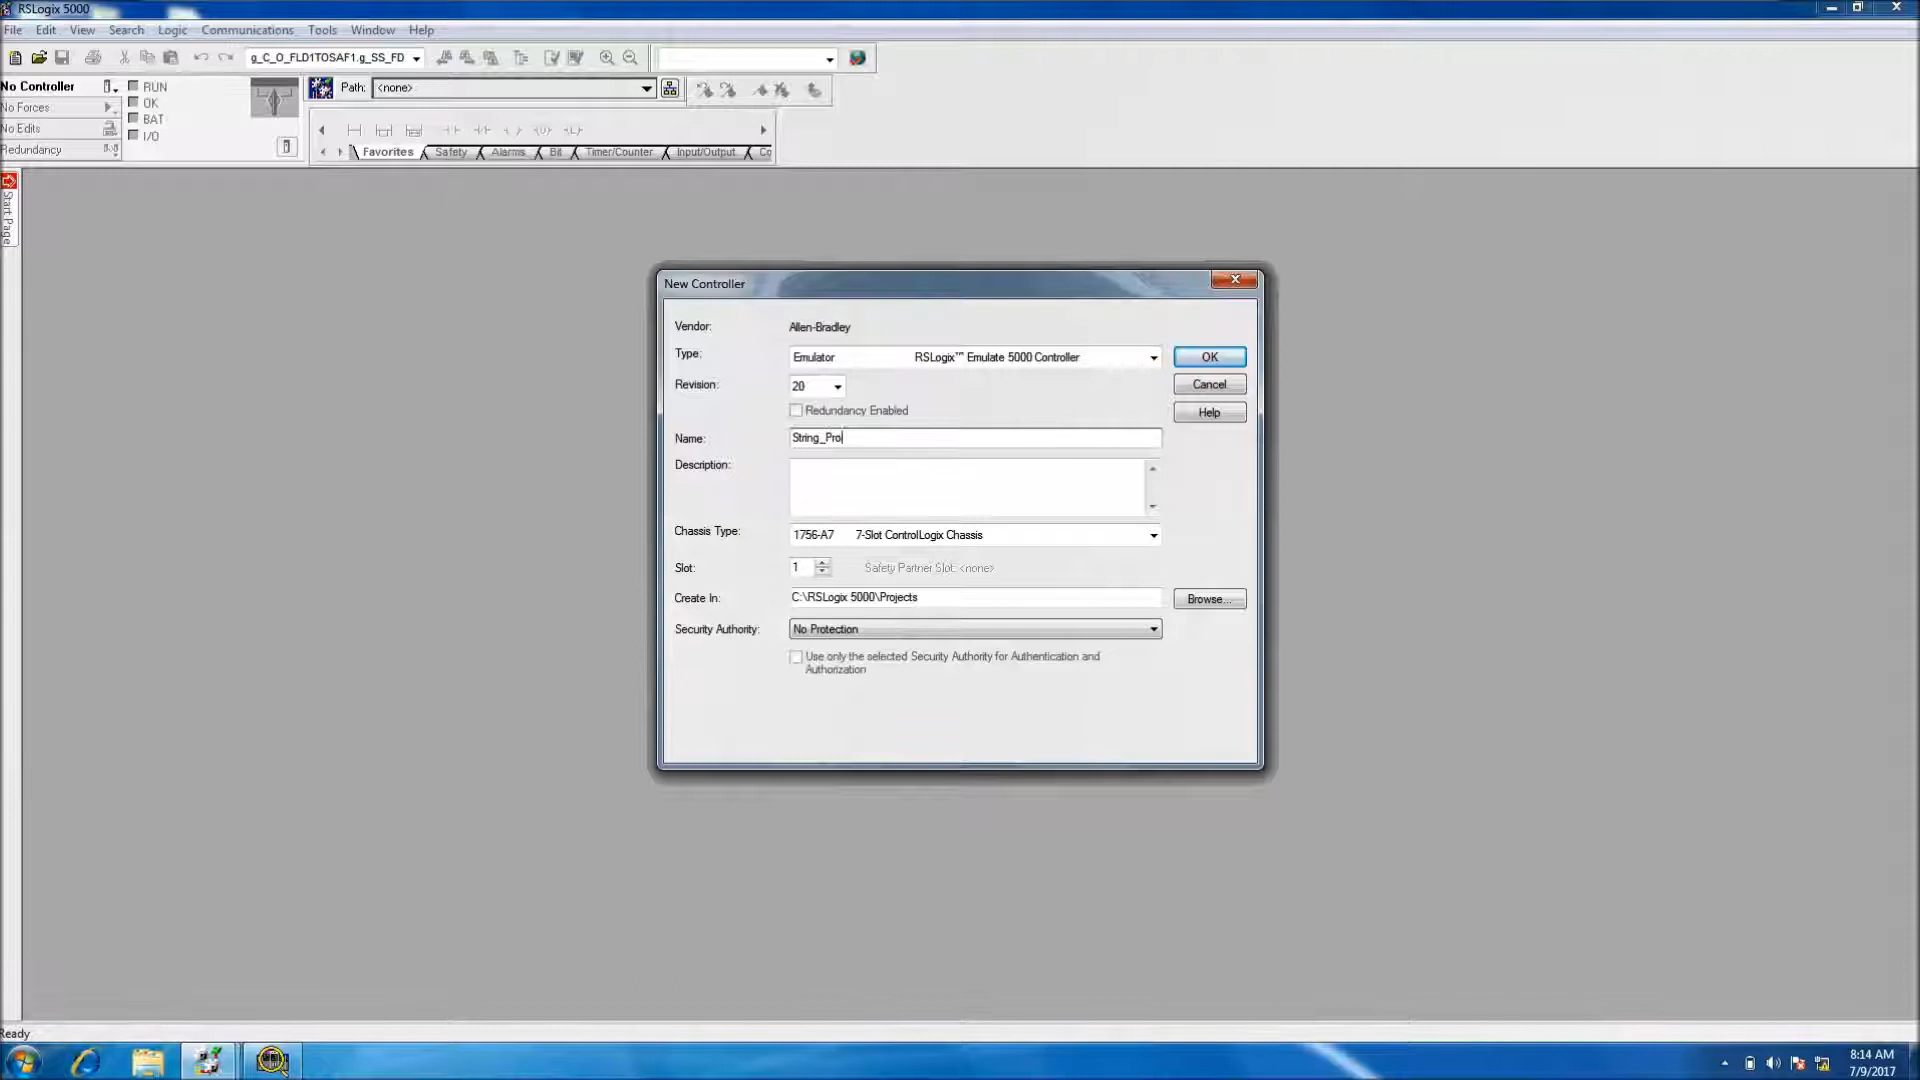 RSLogix 5000
File Edit View Search Logic Communications Tools Window Help
g_C_O_FLD1TOSAF1.g_SS_FD
No Controller
RUN
Path: <none>
No Forces
OK
No Edits
BAT
Redundancy
I/O
Favorites Safety Alarms Bit Timer/Counter Input/Output Co
Start Page
New Controller
Vendor: Allen-Bradley
Type: Emulator RSLogix™ Emulate 5000 Controller OK
Revision: 20 Cancel
Redundancy Enabled Help
Name: String_Pro
Description:
Chassis Type: 1756-A7 7-Slot ControlLogix Chassis
Slot: 1 Safety Partner Slot: <none>
Create In: C:\RSLogix 5000\Projects Browse...
Security Authority: No Protection
Use only the selected Security Authority for Authentication and
Authorization
Ready
8:14 AM
7/9/2017